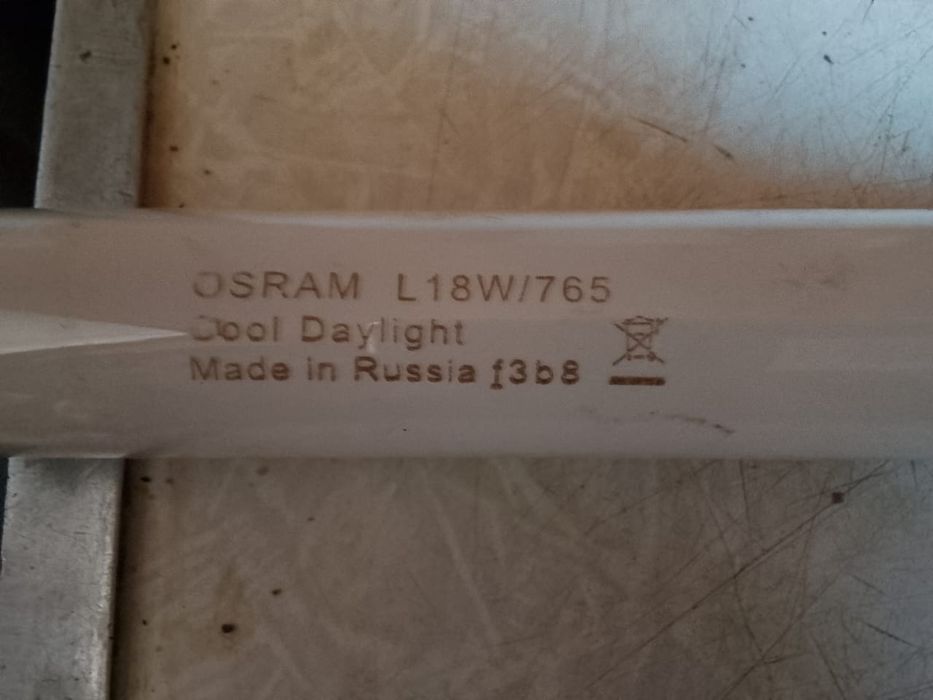 OSRAM L18W/765
Cool Daylight
Made in Russia f3b8